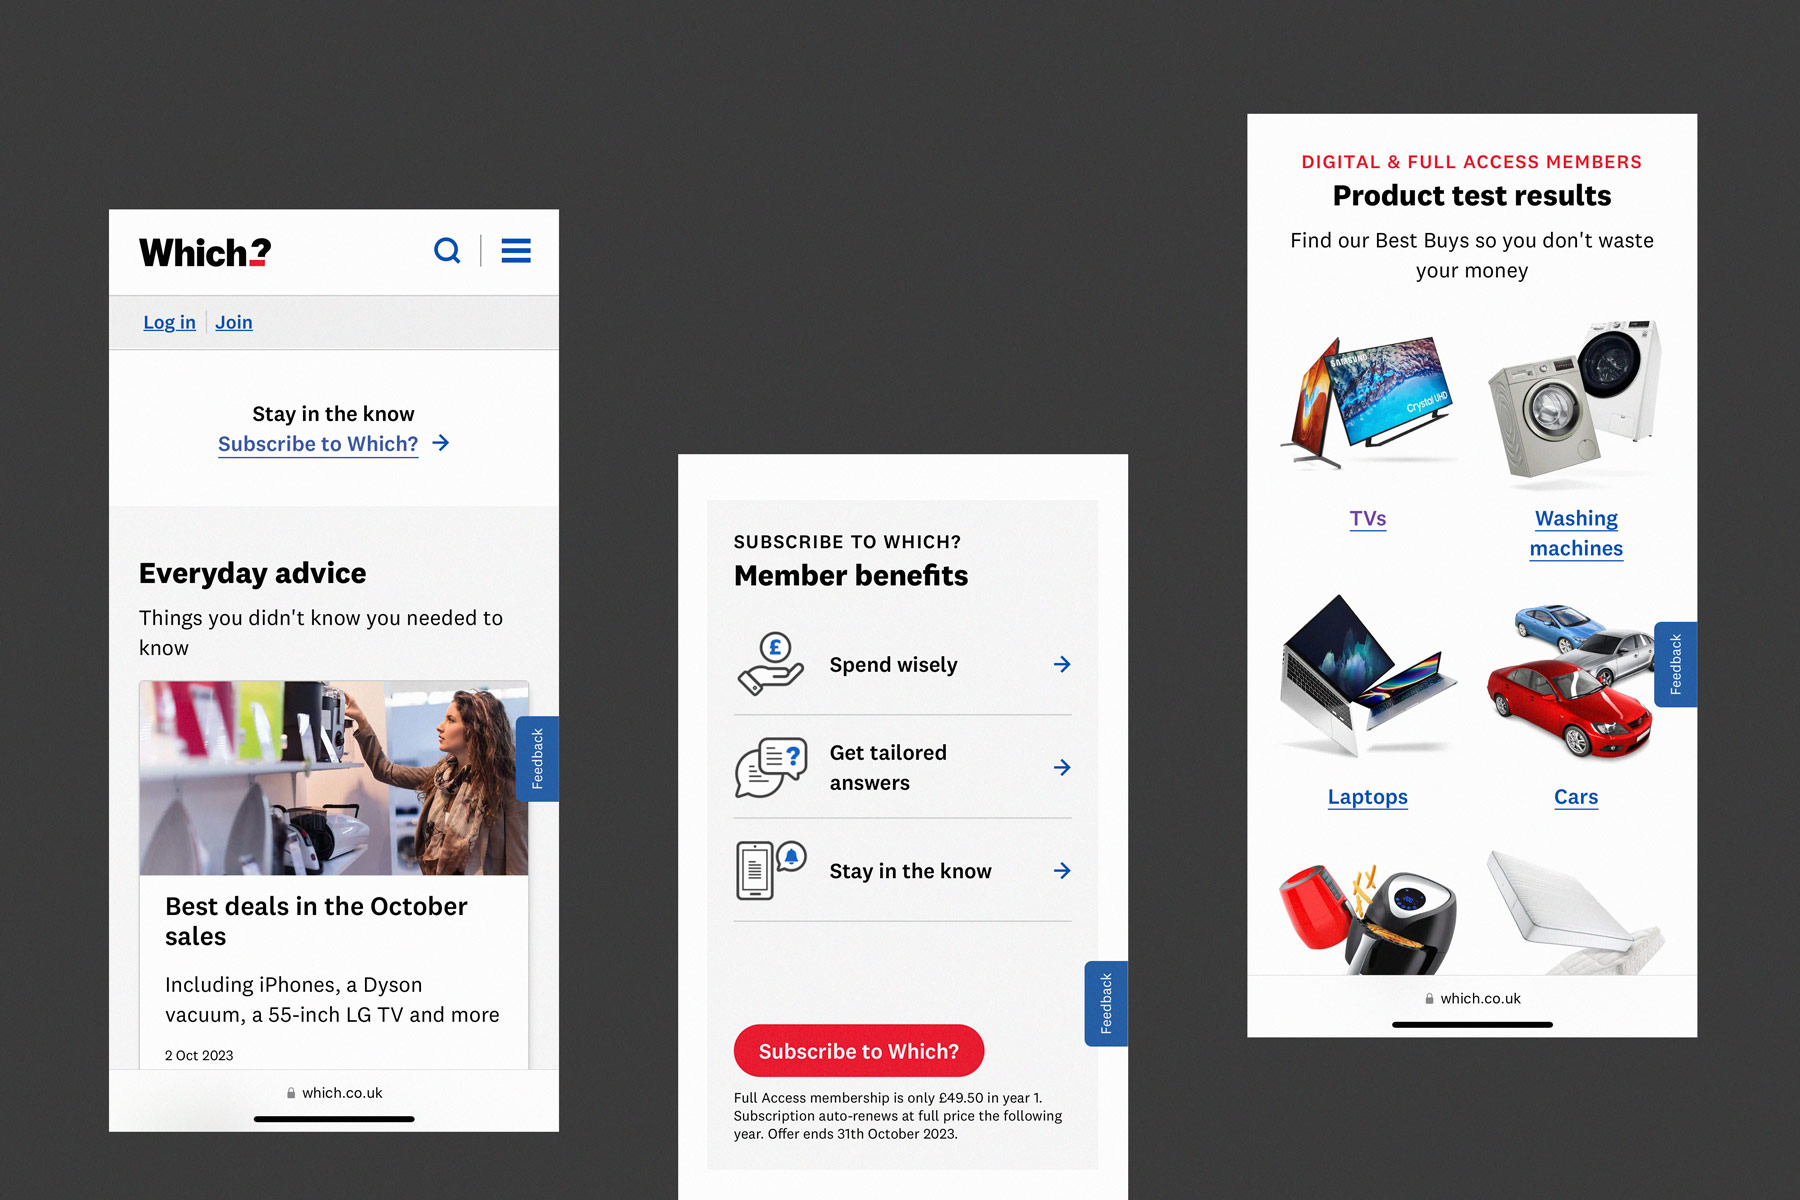 Which?
Log in
Join
Stay in the know
Subscribe to Which?
Everyday advice
Things you didn't know you needed to
know
Feedback
Best deals in the October
sales
Including iPhones, a Dyson
vacuum, a 55-inch LG TV and more
2 Oct 2023
which.co.uk
SUBSCRIBE TO WHICH?
Member benefits
£
Spend wisely
?
Get tailored
answers
Stay in the know
Feedback
Subscribe to Which?
Full Access membership is only £49.50 in year 1.
Subscription auto-renews at full price the following
year. Offer ends 31th October 2023.
DIGITAL & FULL ACCESS MEMBERS
Product test results
Find our Best Buys so you don't waste
your money
SAMSUNG
Crystal UHD
TVs
Washing
machines
Feedback
Laptops
Cars
which.co.uk